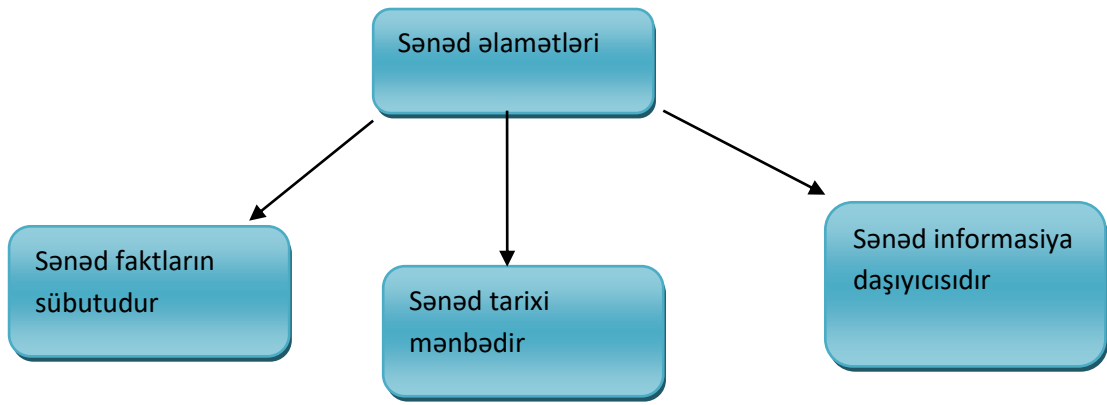 Sənəd əlamətləri
Sənəd faktların
sübutudur
Sənəd tarixi
mənbədir
Sənəd informasiya
daşıyıcısıdır